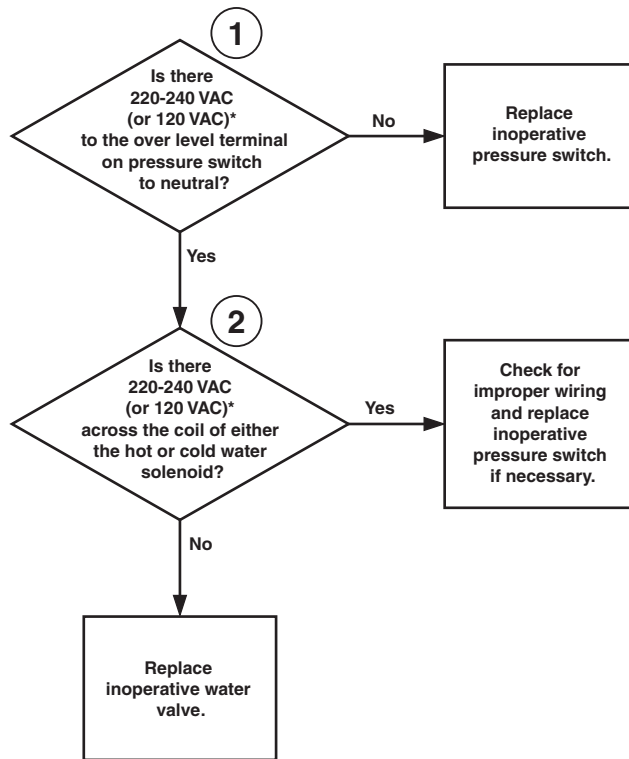 1
Is there
220-240 VAC
(or 120 VAC)*
to the over level terminal
on pressure switch
to neutral?
No
Replace
inoperative
pressure switch.
Yes
2
Is there
220-240 VAC
(or 120 VAC)*
across the coil of either
the hot or cold water
solenoid?
Yes
Check for
improper wiring
and replace
inoperative
pressure switch
if necessary.
No
Replace
inoperative water
valve.